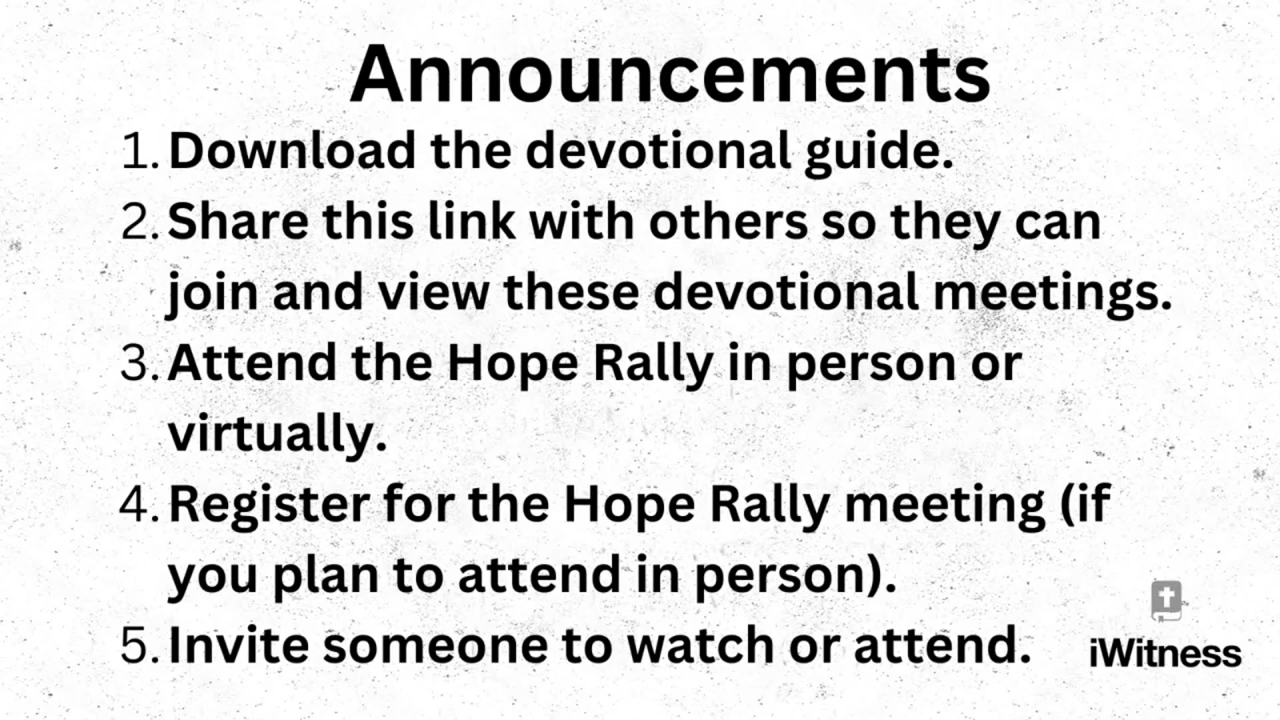 Announcements
1. Download the devotional guide.
2. Share this link with others so they can
join and view these devotional meetings.
3. Attend the Hope Rally in person or
virtually.
4. Register for the Hope Rally meeting (if
you plan to attend in person).
5. Invite someone to watch or attend.
iWitness